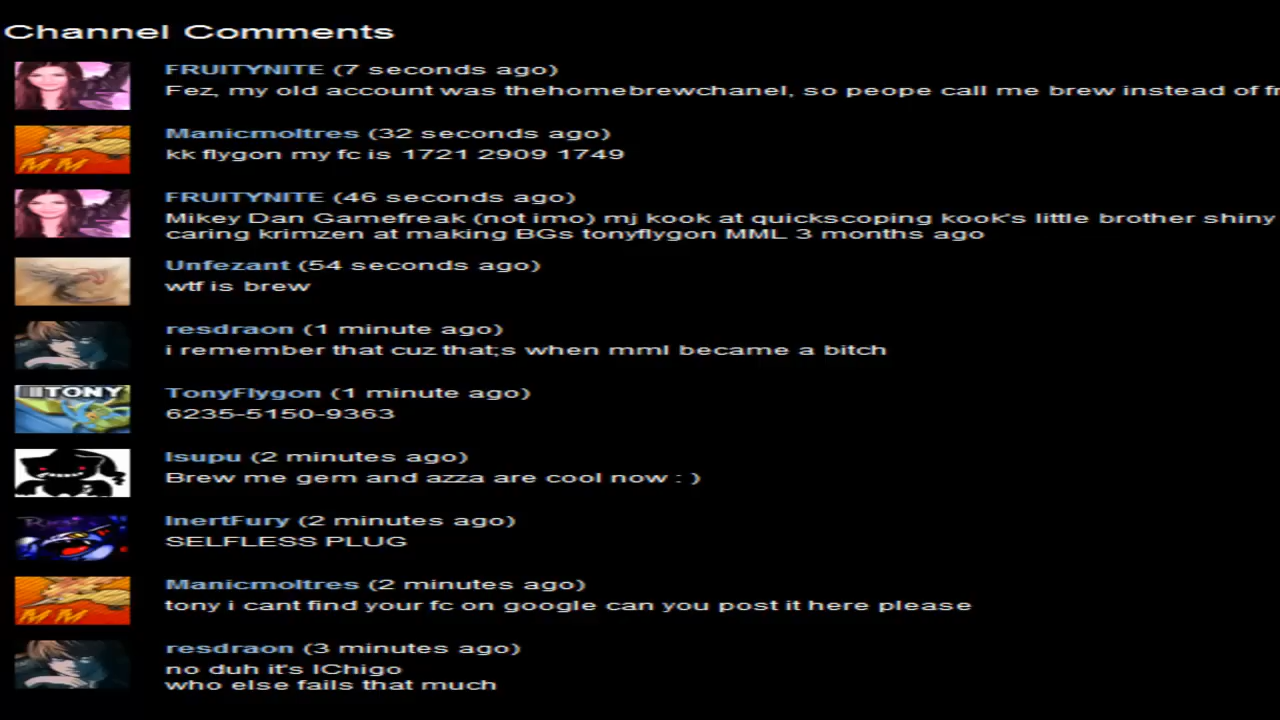 Channel Comments
FRUITYNITE (7 seconds ago)
Fez, my old account was thehomebrewchanel, so peope call me brew instead of fr
Manicmoltres (32 seconds ago)
kk flygon my fc is 1721 2909 1749
FRUITYNITE (46 seconds ago)
Mikey Dan Gamefreak (not imo) mj kook at quickscoping kook's little brother shiny
caring krimzen at making BGs tonyflygon MML 3 months ago
Unfezant (54 seconds ago)
wtf is brew
resdraon (1 minute ago)
i remember that cuz that;s when mml became a bitch
TONY
TonyFlygon (1 minute ago)
6235-5150-9363
Isupu (2 minutes ago)
Brew me gem and azza are cool now : )
InertFury (2 minutes ago)
SELFLESS PLUG
MM
Manicmoltres (2 minutes ago)
tony i cant find your fc on google can you post it here please
resdraon (3 minutes ago)
no duh it's IChigo
who else fails that much